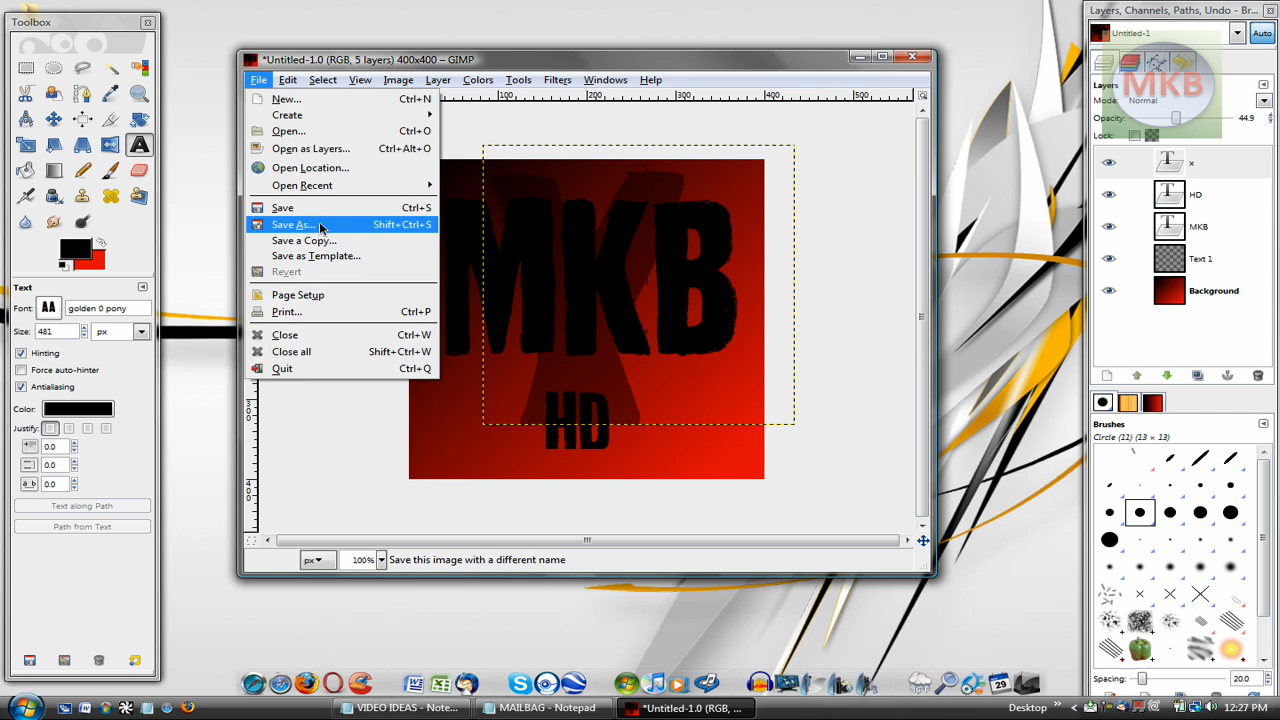 Toolbox
Text
Font:
AA
golden 0 pony
Size:
481
px
Hinting
Force auto-hinter
Antialiasing
Color:
Justify:
0.0
0.0
a_b
0.0
Text along Path
Path from Text
*Untitled-1.0 (RGB, 5 layers) 400x400 – GIMP
File Edit Select View Image Layer Colors Tools Filters Windows Help
100 200 300 400 500
New... Ctrl+N
Create
Open... Ctrl+O
Open as Layers... Ctrl+Alt+O
Open Location...
Open Recent
Save Ctrl+S
Save As... Shift+Ctrl+S
Save a Copy...
Save as Template...
Revert
Page Setup
Print... Ctrl+P
Close Ctrl+W
Close all Shift+Ctrl+W
Quit Ctrl+Q
X
MKB
HD
300
400
px 100% Save this image with a different name
Layers, Channels, Paths, Undo - Br...
Untitled-1
Auto
MKB
Layers
Mode: Normal
Opacity: 44.9
Lock:
x
HD
MKB
Text 1
Background
Brushes
Circle (11) (13 × 13)
Spacing: 20.0
29
VIDEO IDEAS - Note...
MAILBAG - Notepad
*Untitled-1.0 (RGB, ...
Desktop
12:27 PM